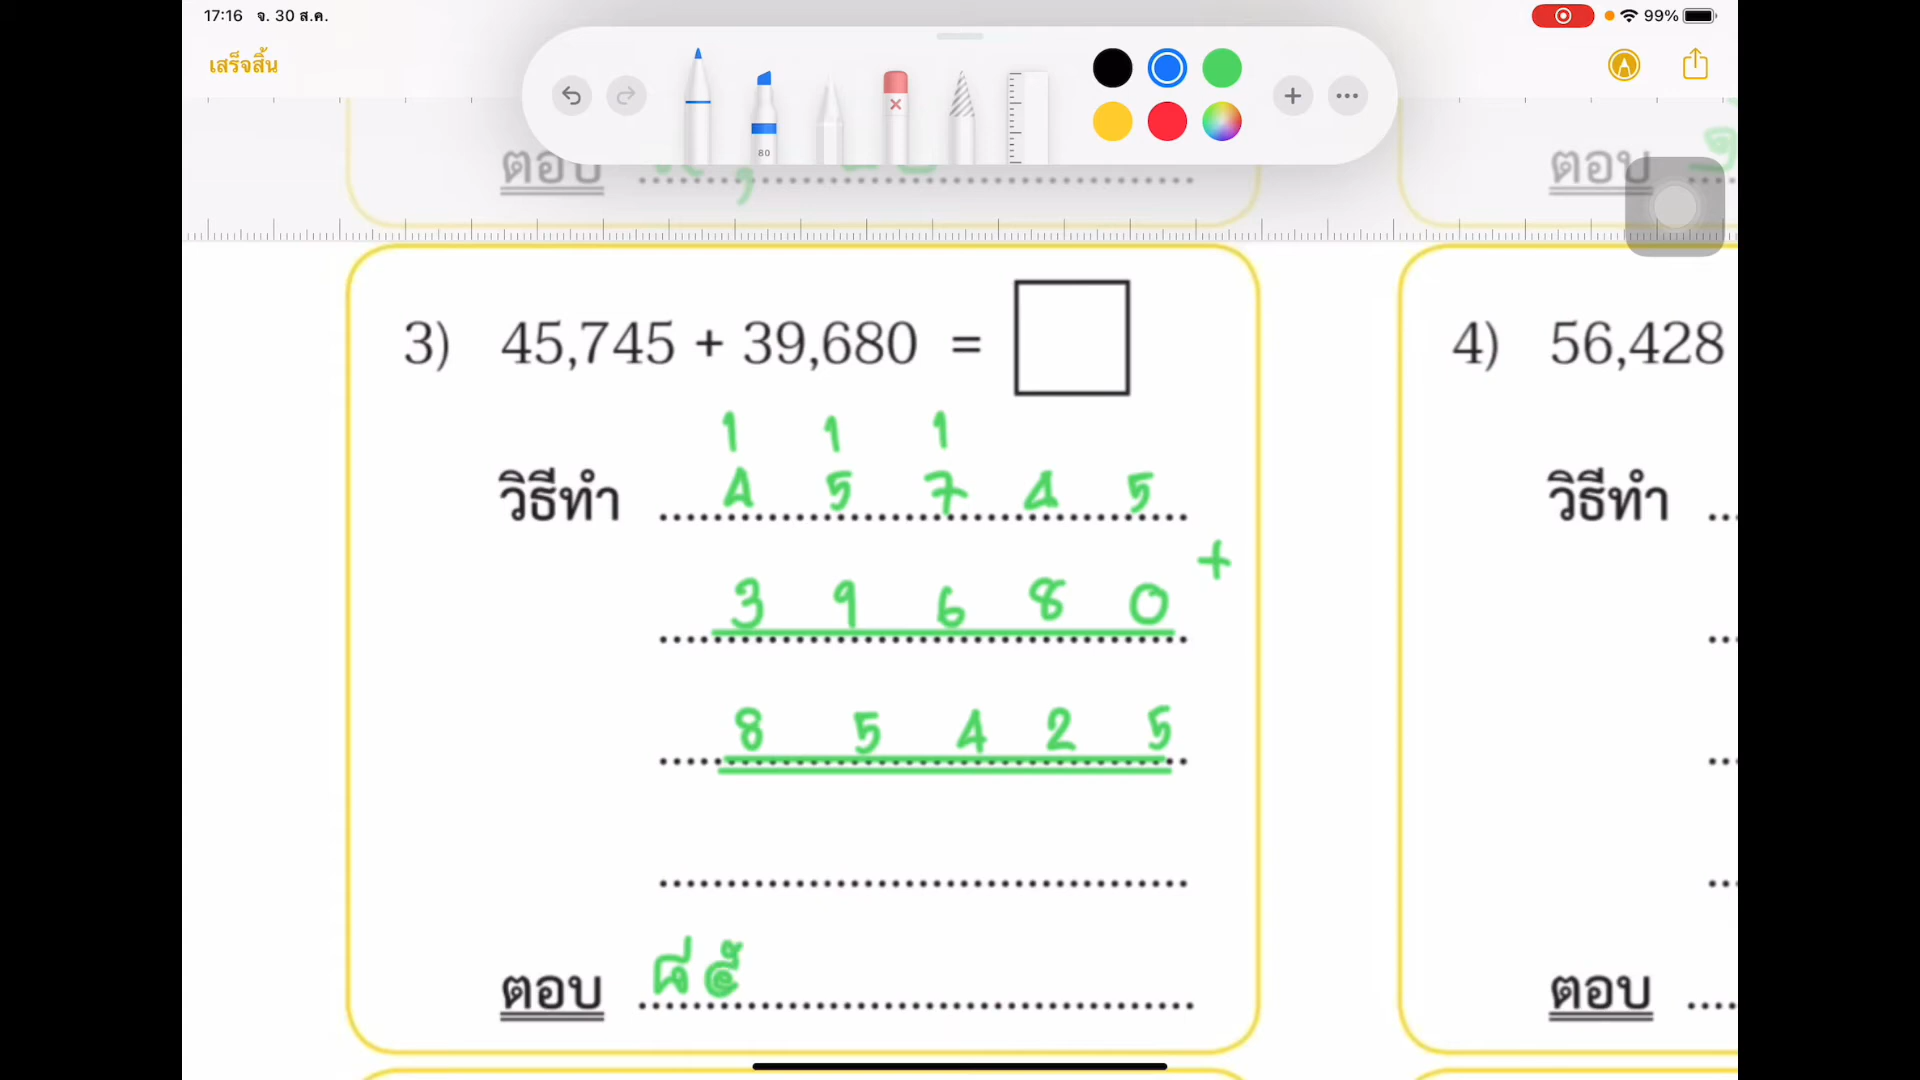 17:16 จ. 30 ส.ค.
99%
เสร็จสิ้น
80
ตอบ
ตอบ
3) 45,745 + 39,680 =
4) 56,428
1 1 1
วิธีทำ 4 5 7 4 5
วิธีทำ
+
3 9 6 8 0
8 5 4 2 5
ตอบ ๘๕
ตอบ